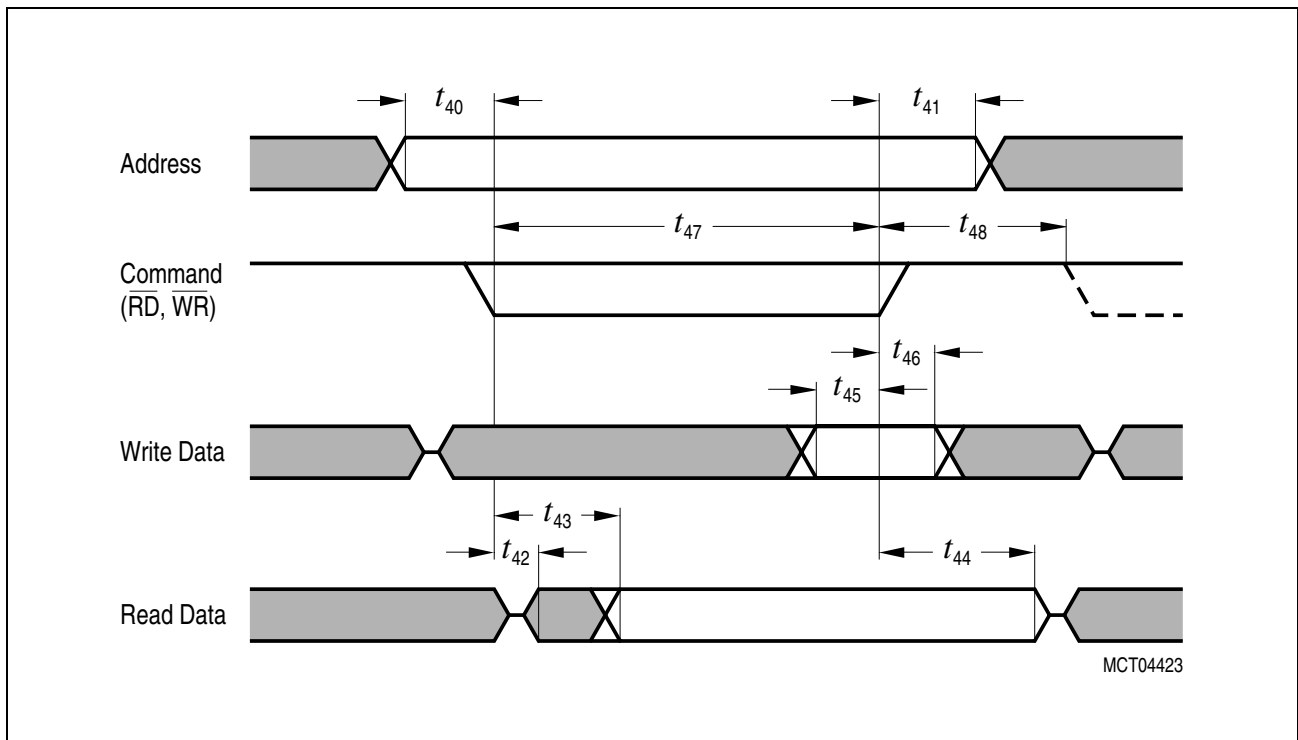 t40
t41
Address
t47
t48
Command
(RD, WR)
t46
t45
Write Data
t43
t42
t44
Read Data
MCT04423